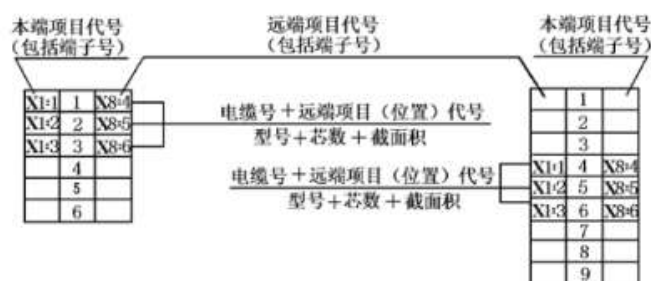 本端项目代号
(包括端子号)
远端项目代号
(包括端子号)
本端项目代号
(包括端子号)
X1:1 1 X8:4
X1:2 2 X8:5
X1:3 3 X8:6
4
5
6
电缆号+远端项目(位置)代号
型号+芯数+截面积
电缆号+远端项目(位置)代号
型号+芯数+截面积
1
2
3
X1:1 4 X8:4
X1:2 5 X8:5
X1:3 6 X8:6
7
8
9